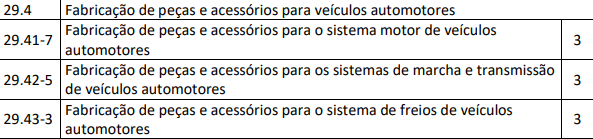 29.4 Fabricação de peças e acessórios para veículos automotores
29.41-7 Fabricação de peças e acessórios para o sistema motor de veículos
automotores 3
29.42-5 Fabricação de peças e acessórios para os sistemas de marcha e transmissão
de veículos automotores 3
29.43-3 Fabricação de peças e acessórios para o sistema de freios de veículos
automotores 3